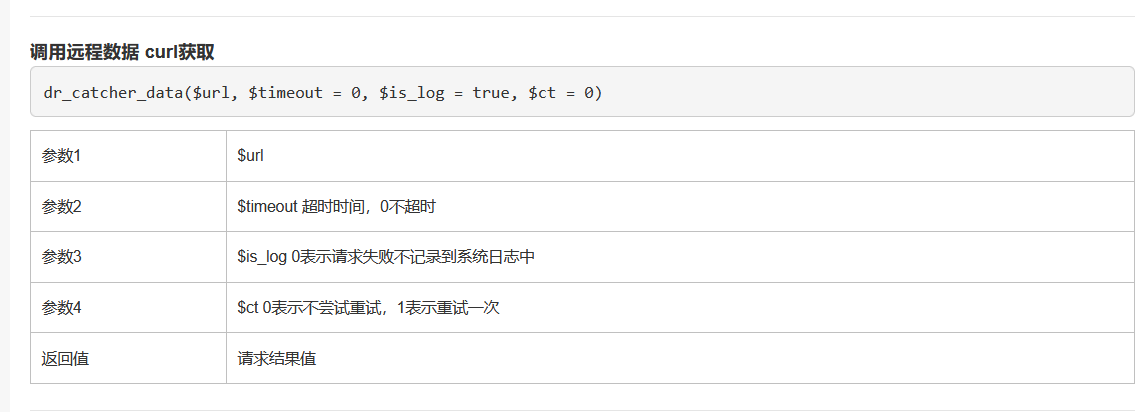 调用远程数据 curl获取
dr_catcher_data($url, $timeout = 0, $is_log = true, $ct = 0)
参数1 $url
参数2 $timeout 超时时间，0不超时
参数3 $is_log 0表示请求失败不记录到系统日志中
参数4 $ct 0表示不尝试重试，1表示重试一次
返回值 请求结果值